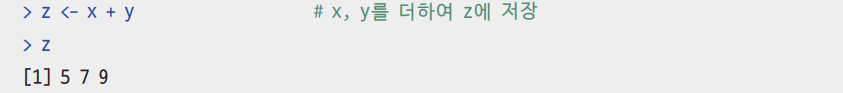 > z <- x + y # x, y를 더하여 z에 저장
> z
[1] 5 7 9